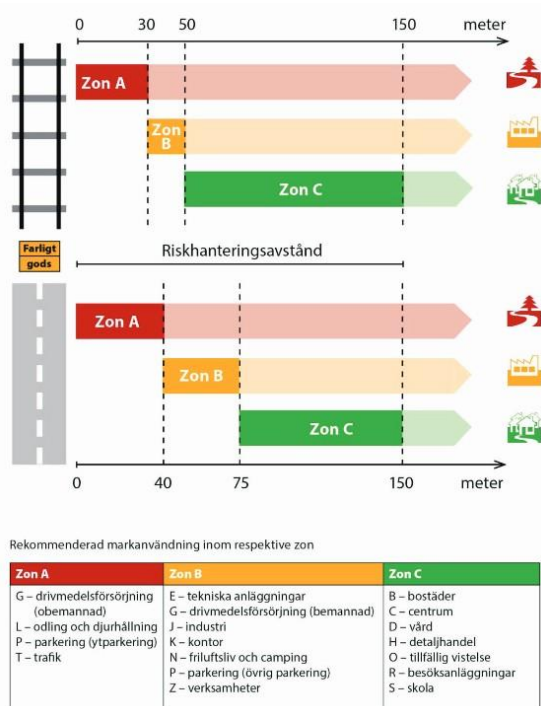 0 30 50 150 meter
Zon A
Zon
B
Zon C
Farligt
gods
Riskhanteringsavstånd
Zon A
Zon B
Zon C
0 40 75 150 meter
Rekommenderad markanvändning inom respektive zon
Zon A
G – drivmedelsförsörjning
(obemannad)
L – odling och djurhållning
P – parkering (ytparkering)
T – trafik
Zon B
E – tekniska anläggningar
G – drivmedelsförsörjning (bemannad)
J – industri
K – kontor
N – friluftsliv och camping
P – parkering (övrig parkering)
Z – verksamheter
Zon C
B – bostäder
C – centrum
D – vård
H – detaljhandel
O – tillfällig vistelse
R – besöksanläggningar
S – skola